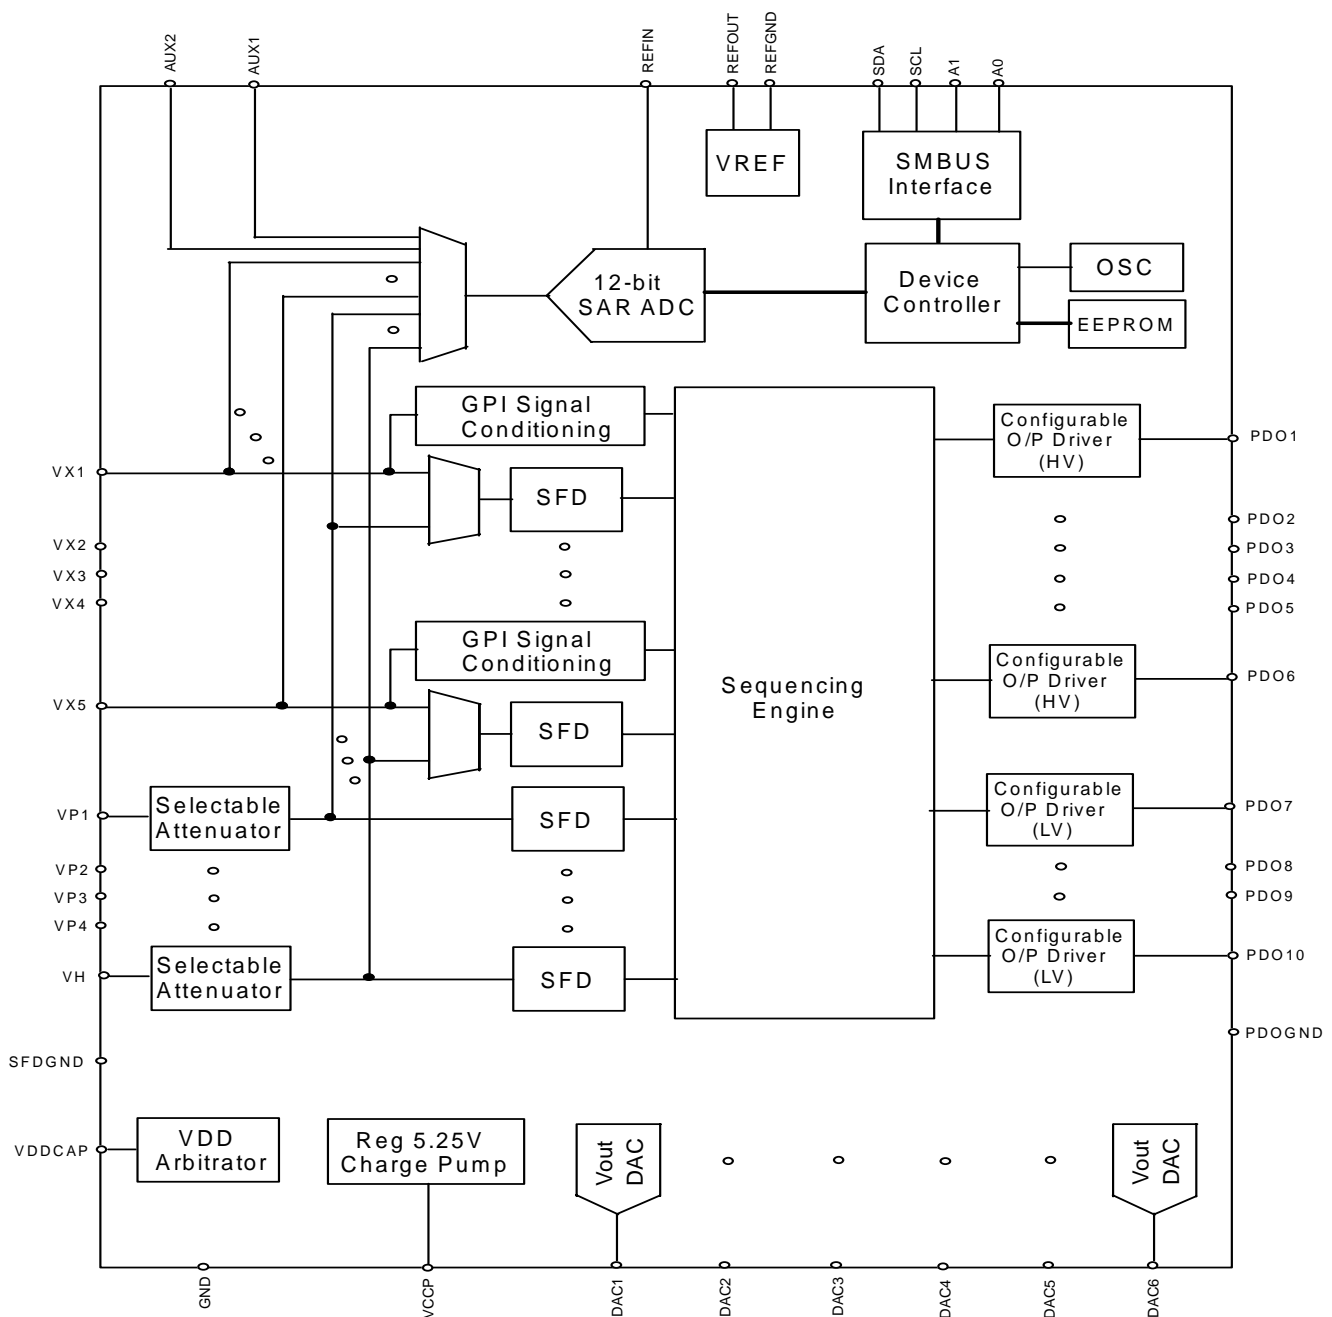 AUX2
AUX1
REFIN
REFOUT
REFGND
SDA
SCL
A1
A0
VREF
SMBUS
Interface
12-bit
SAR ADC
Device
Controller
OSC
EEPROM
GPI Signal
Conditioning
Configurable
O/P Driver
(HV)
PDO1
VX1
SFD
PDO2
VX2
PDO3
VX3
PDO4
VX4
PDO5
GPI Signal
Conditioning
Sequencing
Engine
Configurable
O/P Driver
(HV)
PDO6
VX5
SFD
VP1
Selectable
Attenuator
SFD
Configurable
O/P Driver
(LV)
PDO7
VP2
PDO8
VP3
PDO9
VP4
VH
Selectable
Attenuator
SFD
Configurable
O/P Driver
(LV)
PDO10
PDOGND
SFDGND
VDDCAP
VDD
Arbitrator
Reg 5.25V
Charge Pump
Vout
DAC
Vout
DAC
GND
VCCP
DAC1
DAC2
DAC3
DAC4
DAC5
DAC6